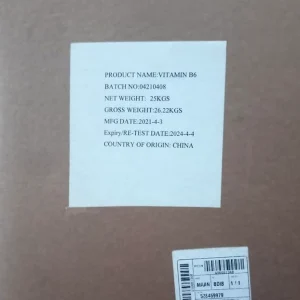 PRODUCT NAME:VITAMIN B6
BATCH NO:04210408
NET WEIGHT: 25KGS
GROSS WEIGHT:26.22KGS
MFG DATE:2021-4-3
Expiry/RE-TEST DATE:2024-4-4
COUNTRY OF ORIGIN: CHINA